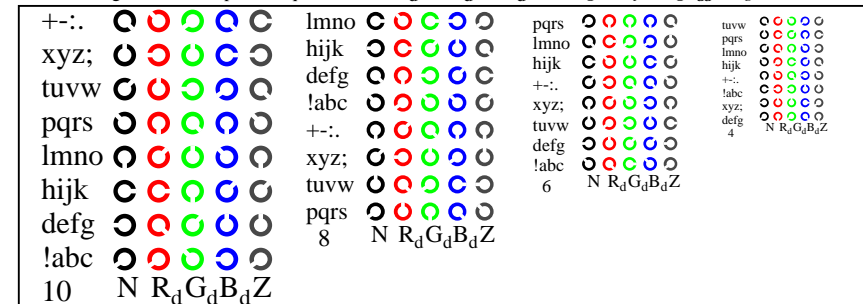 +-:.
xyz;
tuvw
pqrs
lmno
hijk
defg
!abc
10 N RdGdBdZ
lmno
hijk
defg
!abc
+-:.
xyz;
tuvw
pqrs
8 N RdGdBdZ
pqrs
lmno
hijk
+-:.
xyz;
tuvw
defg
!abc
6 N RdGdBdZ
tuvw
pqrs
lmno
hijk
+-:.
!abc
xyz;
defg
4 N RdGdBdZ